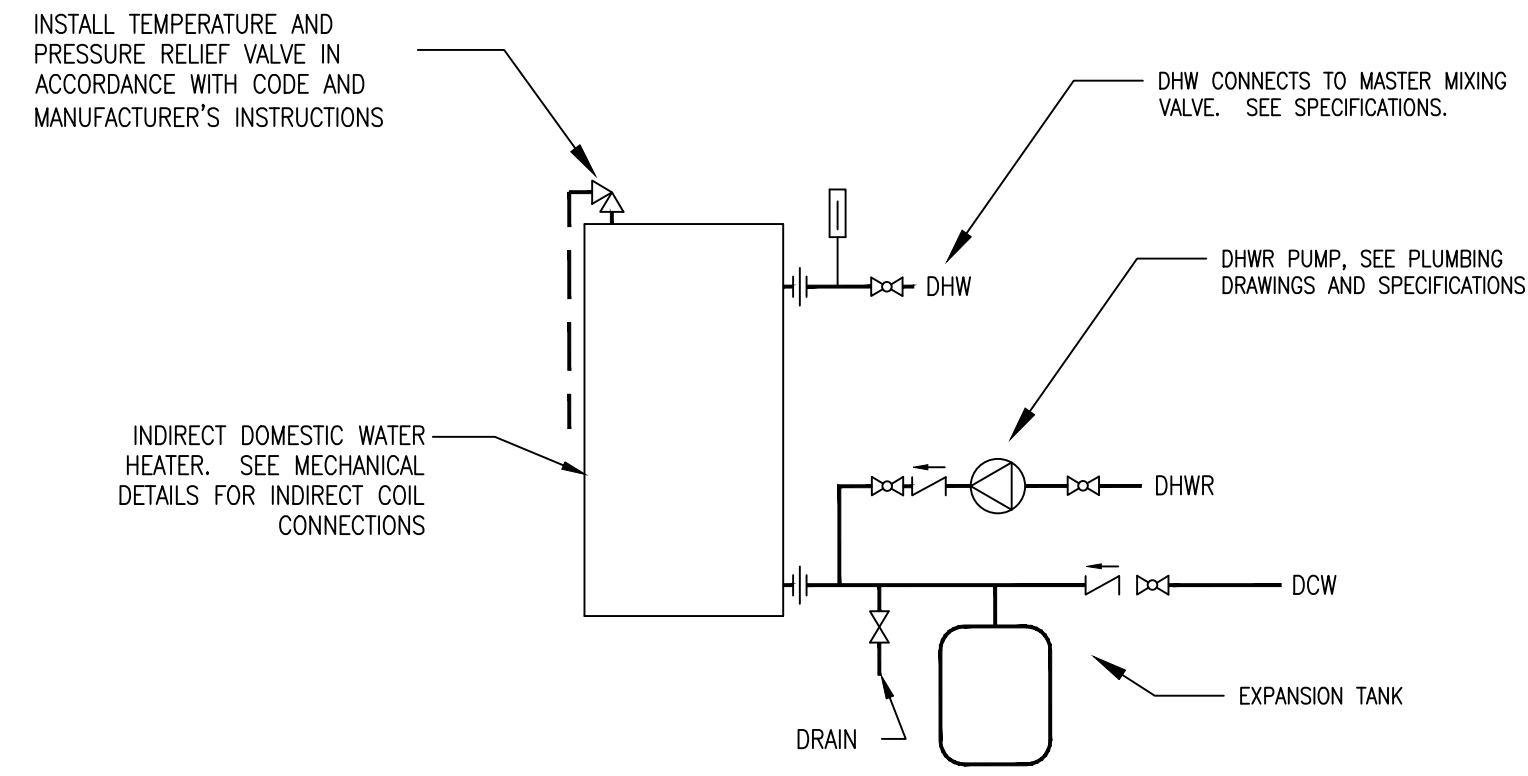 INSTALL TEMPERATURE AND
PRESSURE RELIEF VALVE IN
ACCORDANCE WITH CODE AND
MANUFACTURER'S INSTRUCTIONS
DHW CONNECTS TO MASTER MIXING
VALVE. SEE SPECIFICATIONS.
DHWR PUMP, SEE PLUMBING
DRAWINGS AND SPECIFICATIONS
DHW
INDIRECT DOMESTIC WATER
HEATER. SEE MECHANICAL
DETAILS FOR INDIRECT COIL
CONNECTIONS
DHWR
DCW
EXPANSION TANK
DRAIN